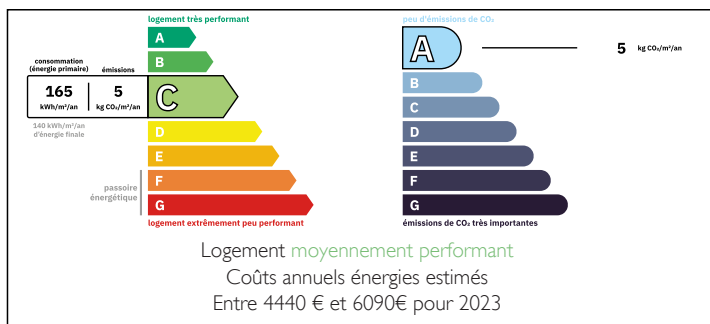 logement très performant
A
B
consommation
(énergie primaire)
émissions
165
kWh/m²/an
5
kg CO₂/m²/an
C
140 kWh/m²/an
d'énergie finale
D
E
F
G
passoire
énergétique
logement extrêmement peu performant
peu d'émissions de CO₂
A
5 kg CO₂/m²/an
B
C
D
E
F
G
émissions de CO₂ très importantes
Logement moyennement performant
Coûts annuels énergies estimés
Entre 4440 € et 6090€ pour 2023